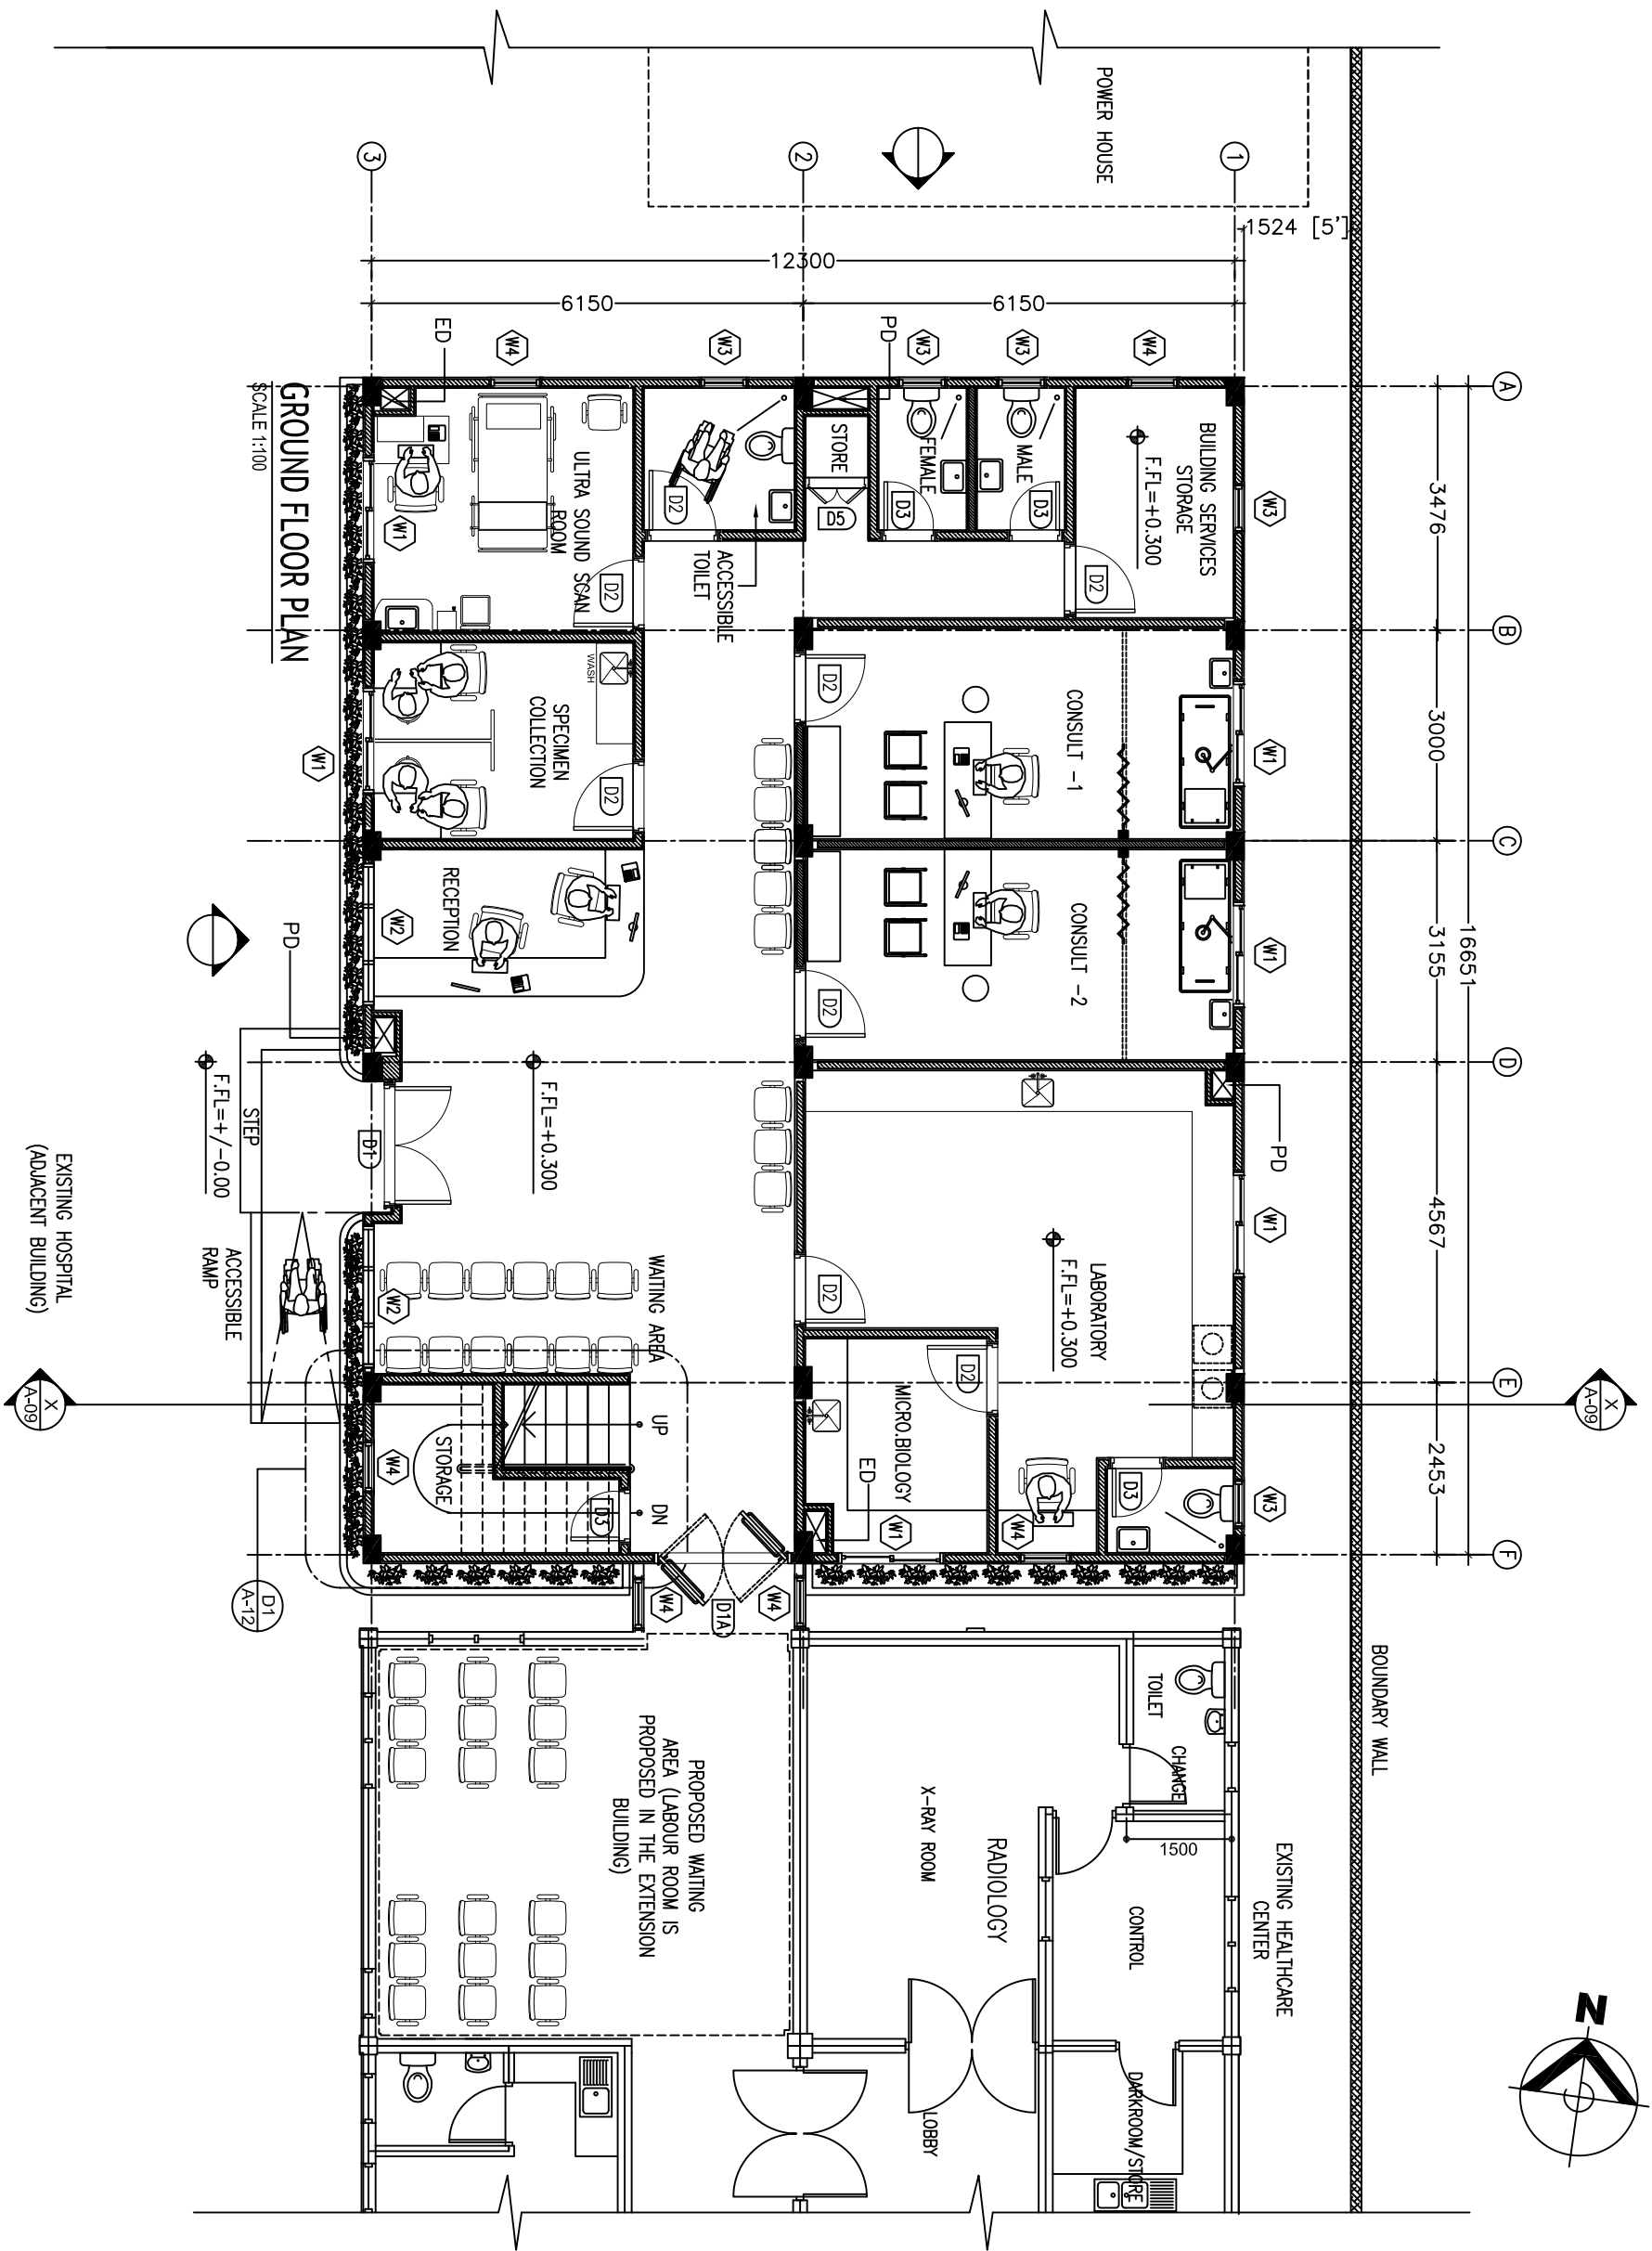 BOUNDARY WALL
N
A
B
C
D
E
F
16651
3476
3000
3155
4567
2453
1524 [5']
12300
6150
6150
1
2
3
POWER HOUSE
X
A-09
EXISTING HEALTHCARE
CENTER
W3
W1
W1
W1
W3
PD
W4
W3
W3
PD
W3
W4
ED
BUILDING SERVICES
STORAGE
F.FL=+0.300
D2
MALE
D3
FEMALE
D3
STORE
D5
CONSULT -1
D2
CONSULT -2
D2
LABORATORY
F.FL=+0.300
D2
MICRO.BIOLOGY
D2
ED
W1
W4
D3
TOILET
CHANGE
1500
CONTROL
DARKROOM/STORE
RADIOLOGY
X-RAY ROOM
LOBBY
ACCESSIBLE
TOILET
D2
ULTRA SOUND SCAN
ROOM
D2
W1
WASH
SPECIMEN
COLLECTION
D2
W1
RECEPTION
W2
F.FL=+0.300
D1
WAITING AREA
W2
UP
DN
STORAGE
D3
W4
W4
D1A
W4
PROPOSED WAITING
AREA (LABOUR ROOM IS
PROPOSED IN THE EXTENSION
BUILDING)
PD
STEP
F.FL=+/-0.00
ACCESSIBLE
RAMP
D1
A-12
X
A-09
EXISTING HOSPITAL
(ADJACENT BUILDING)
GROUND FLOOR PLAN
SCALE 1:100